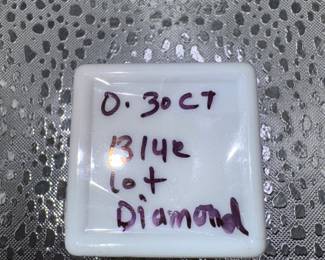 0.30 CT
Blue
lot
Diamond